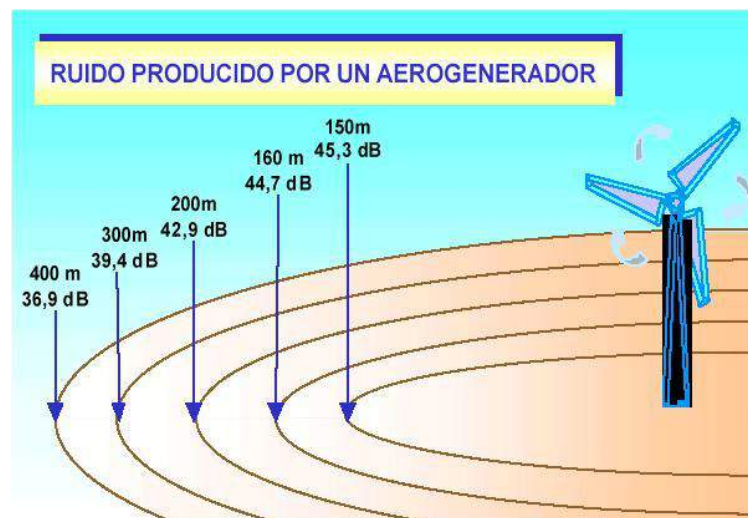 RUIDO PRODUCIDO POR UN AEROGENERADOR
150m
45,3 dB
160 m
44,7 dB
200m
42,9 dB
300m
39,4 dB
400 m
36,9 dB